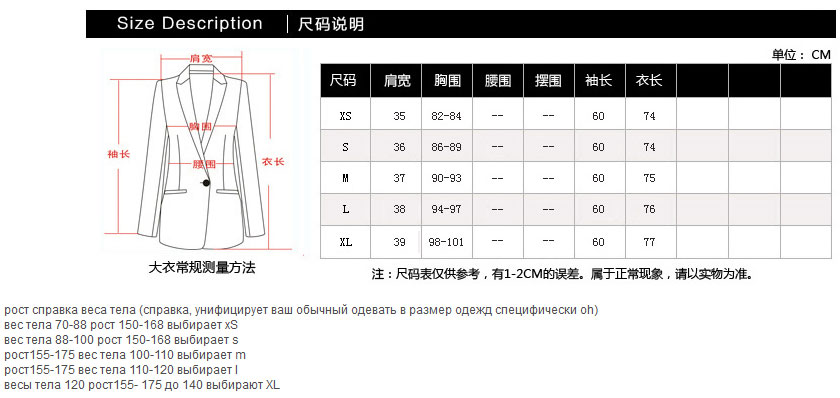 Size Description 尺码说明
单位： CM
肩宽
胸围
袖长
衣长
腰围
大衣常规测量方法
尺码 肩宽 胸围 腰围 摆围 袖长 衣长
XS 35 82-84 -- -- 60 74
S 36 86-89 -- -- 60 74
M 37 90-93 -- -- 60 75
L 38 94-97 -- -- 60 76
XL 39 98-101 -- -- 60 77
注：尺码表仅供参考，有1-2CM的误差。属于正常现象，请以实物为准。
рост справка веса тела (справка, унифицирует ваш обычный одевать в размер одежд специфически oh)
вес тела 70-88 рост 150-168 выбирает xS
вес тела 88-100 рост 150-168 выбирает s
рост155-175 вес тела 100-110 выбирает m
рост155-175 вес тела 110-120 выбирает l
весы тела 120 рост155- 175 до 140 выбирают XL